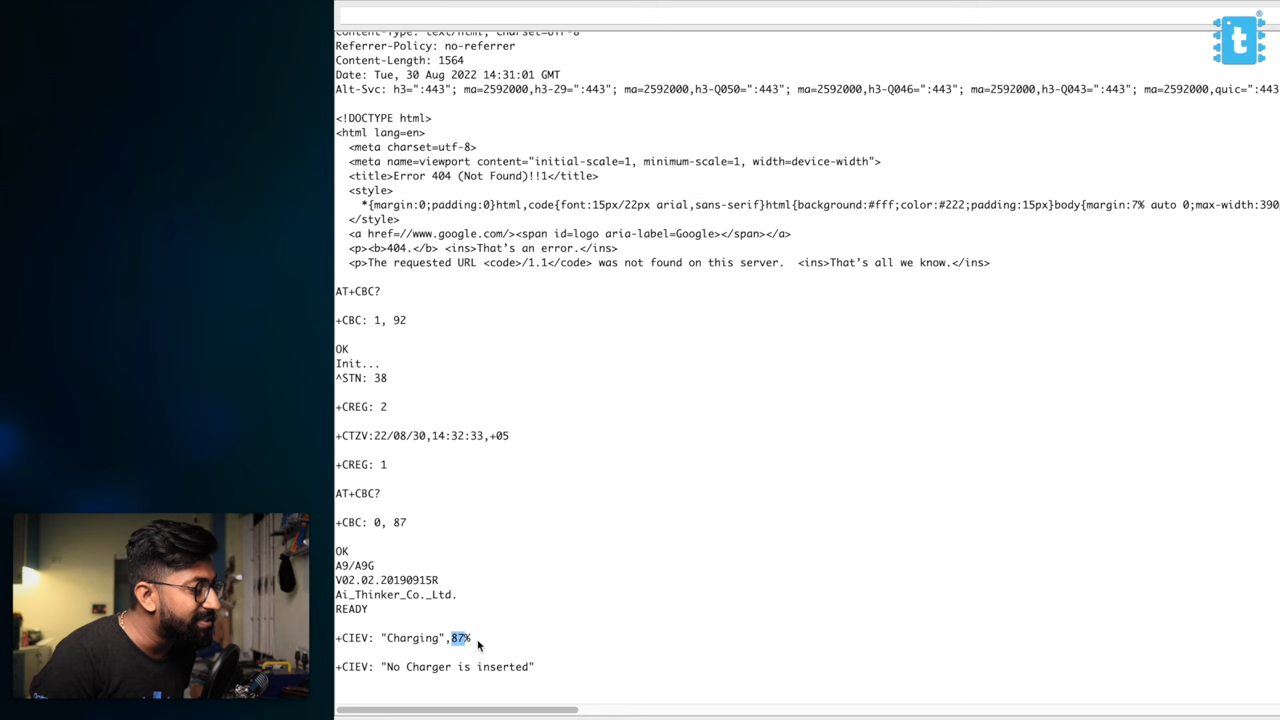 t
®
Content-Type: text/html; charset=utf-8
Referrer-Policy: no-referrer
Content-Length: 1564
Date: Tue, 30 Aug 2022 14:31:01 GMT
Alt-Svc: h3=":443"; ma=2592000,h3-29=":443"; ma=2592000,h3-Q050=":443"; ma=2592000,h3-Q046=":443"; ma=2592000,h3-Q043=":443"; ma=2592000,quic=":443
<!DOCTYPE html>
<html lang=en>
<meta charset=utf-8>
<meta name=viewport content="initial-scale=1, minimum-scale=1, width=device-width">
<title>Error 404 (Not Found)!!1</title>
<style>
*{margin:0;padding:0}html,code{font:15px/22px arial,sans-serif}html{background:#fff;color:#222;padding:15px}body{margin:7% auto 0;max-width:390
</style>
<a href=//www.google.com/><span id=logo aria-label=Google></span></a>
<p><b>404.</b> <ins>That’s an error.</ins>
<p>The requested URL <code>/1.1</code> was not found on this server.  <ins>That’s all we know.</ins>
AT+CBC?
+CBC: 1, 92
OK
Init...
^STN: 38
+CREG: 2
+CTZV:22/08/30,14:32:33,+05
+CREG: 1
AT+CBC?
+CBC: 0, 87
OK
A9/A9G
V02.02.20190915R
Ai_Thinker_Co._Ltd.
READY
+CIEV: "Charging",87%
+CIEV: "No Charger is inserted"